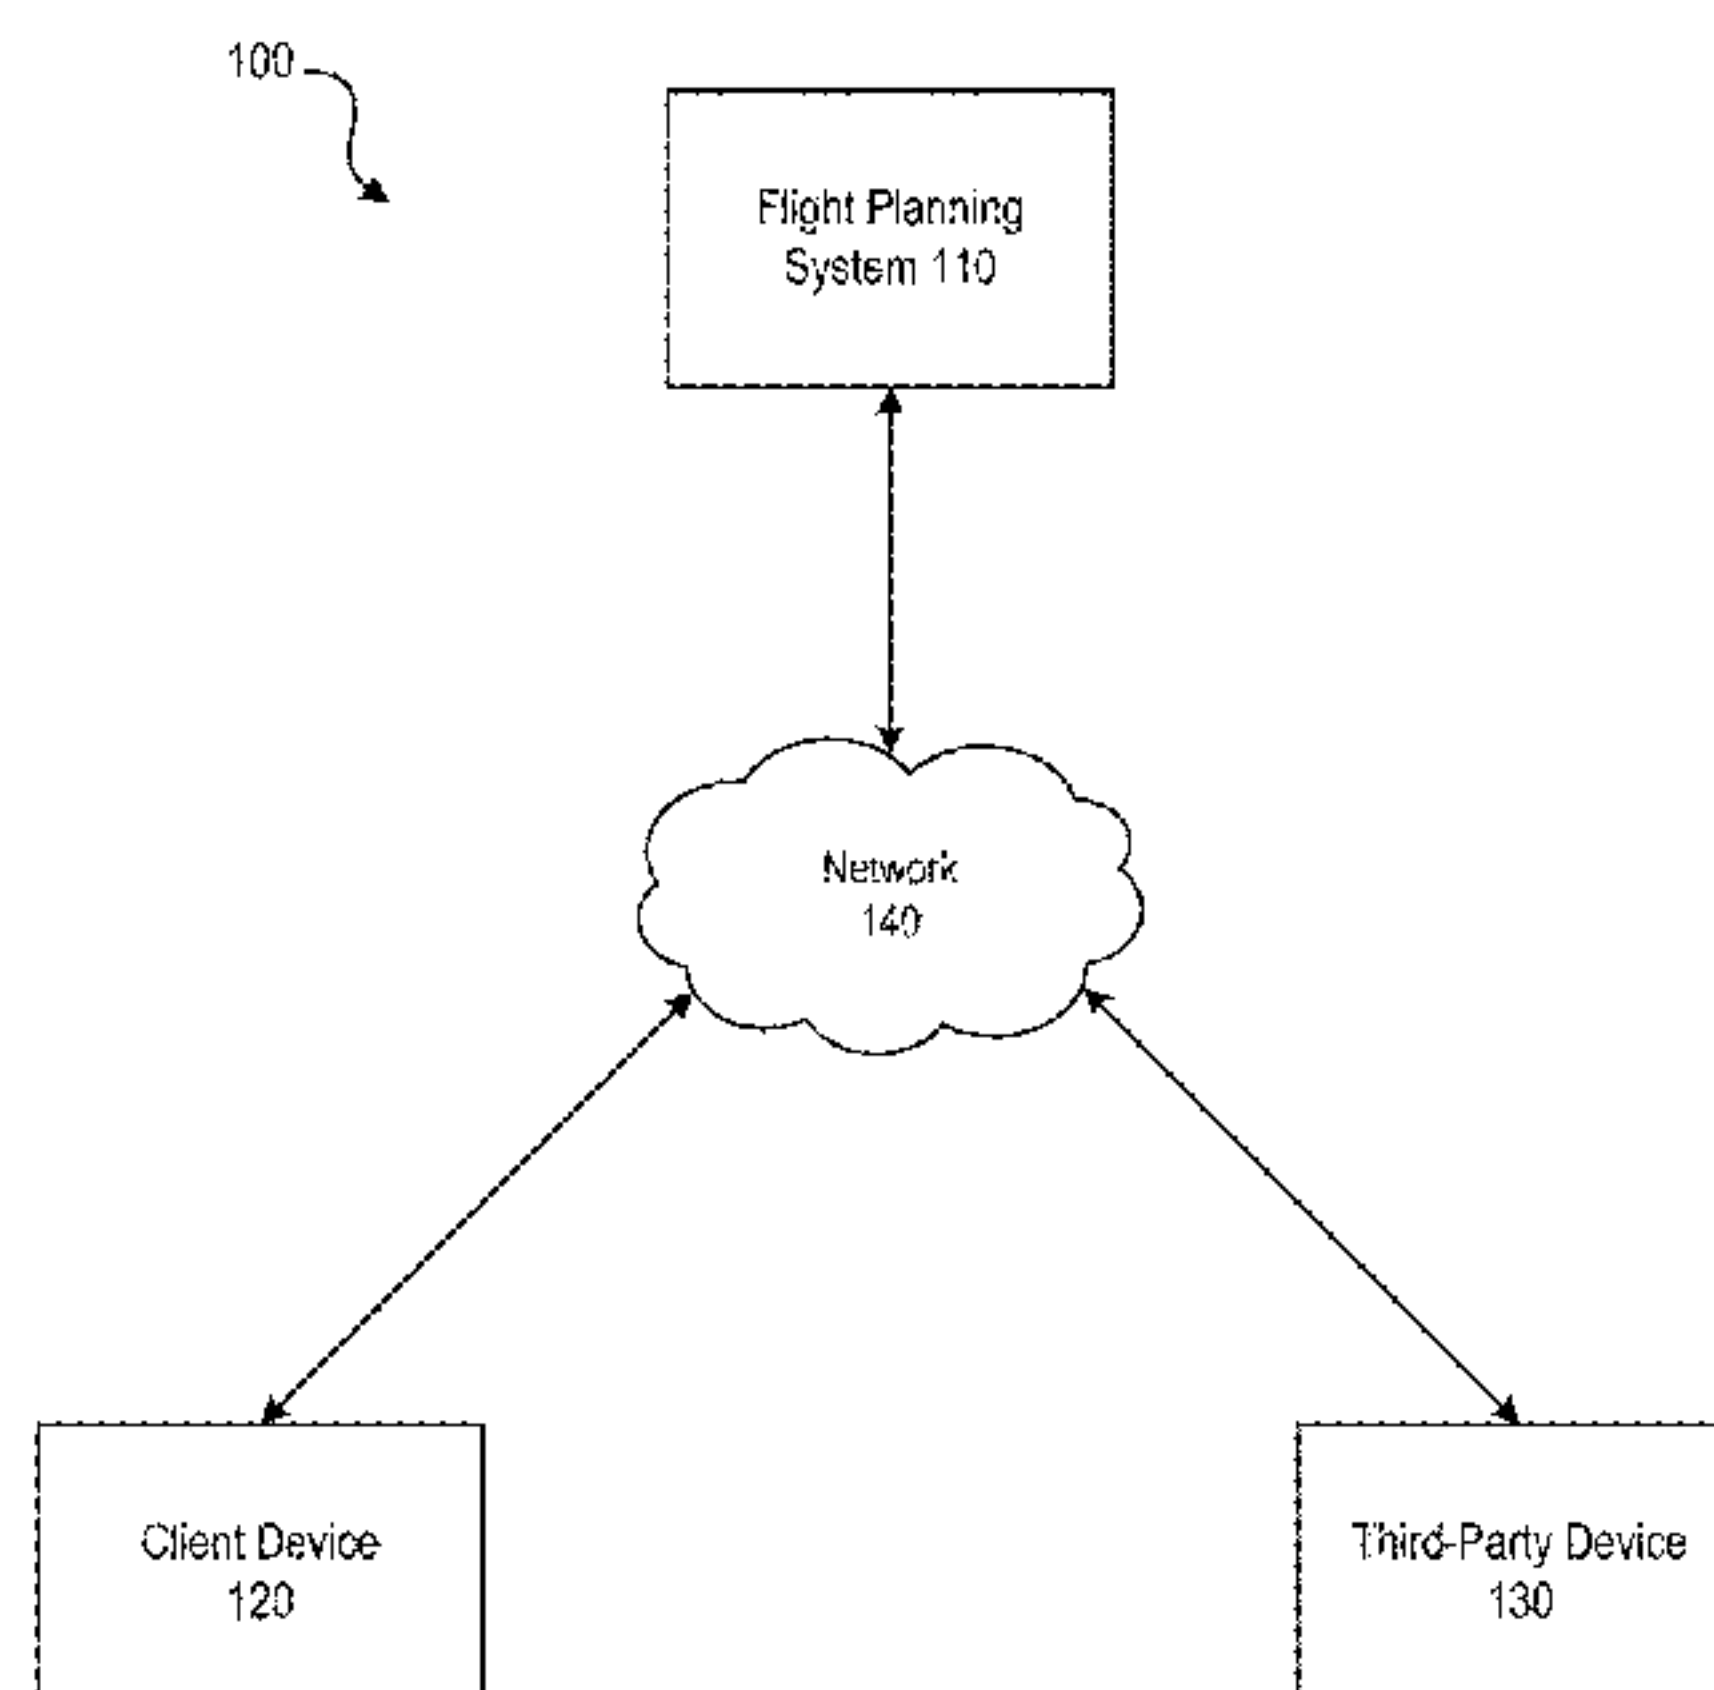 100
Flight Planning
System 110
Network
140
Client Device
120
Third-Party Device
130